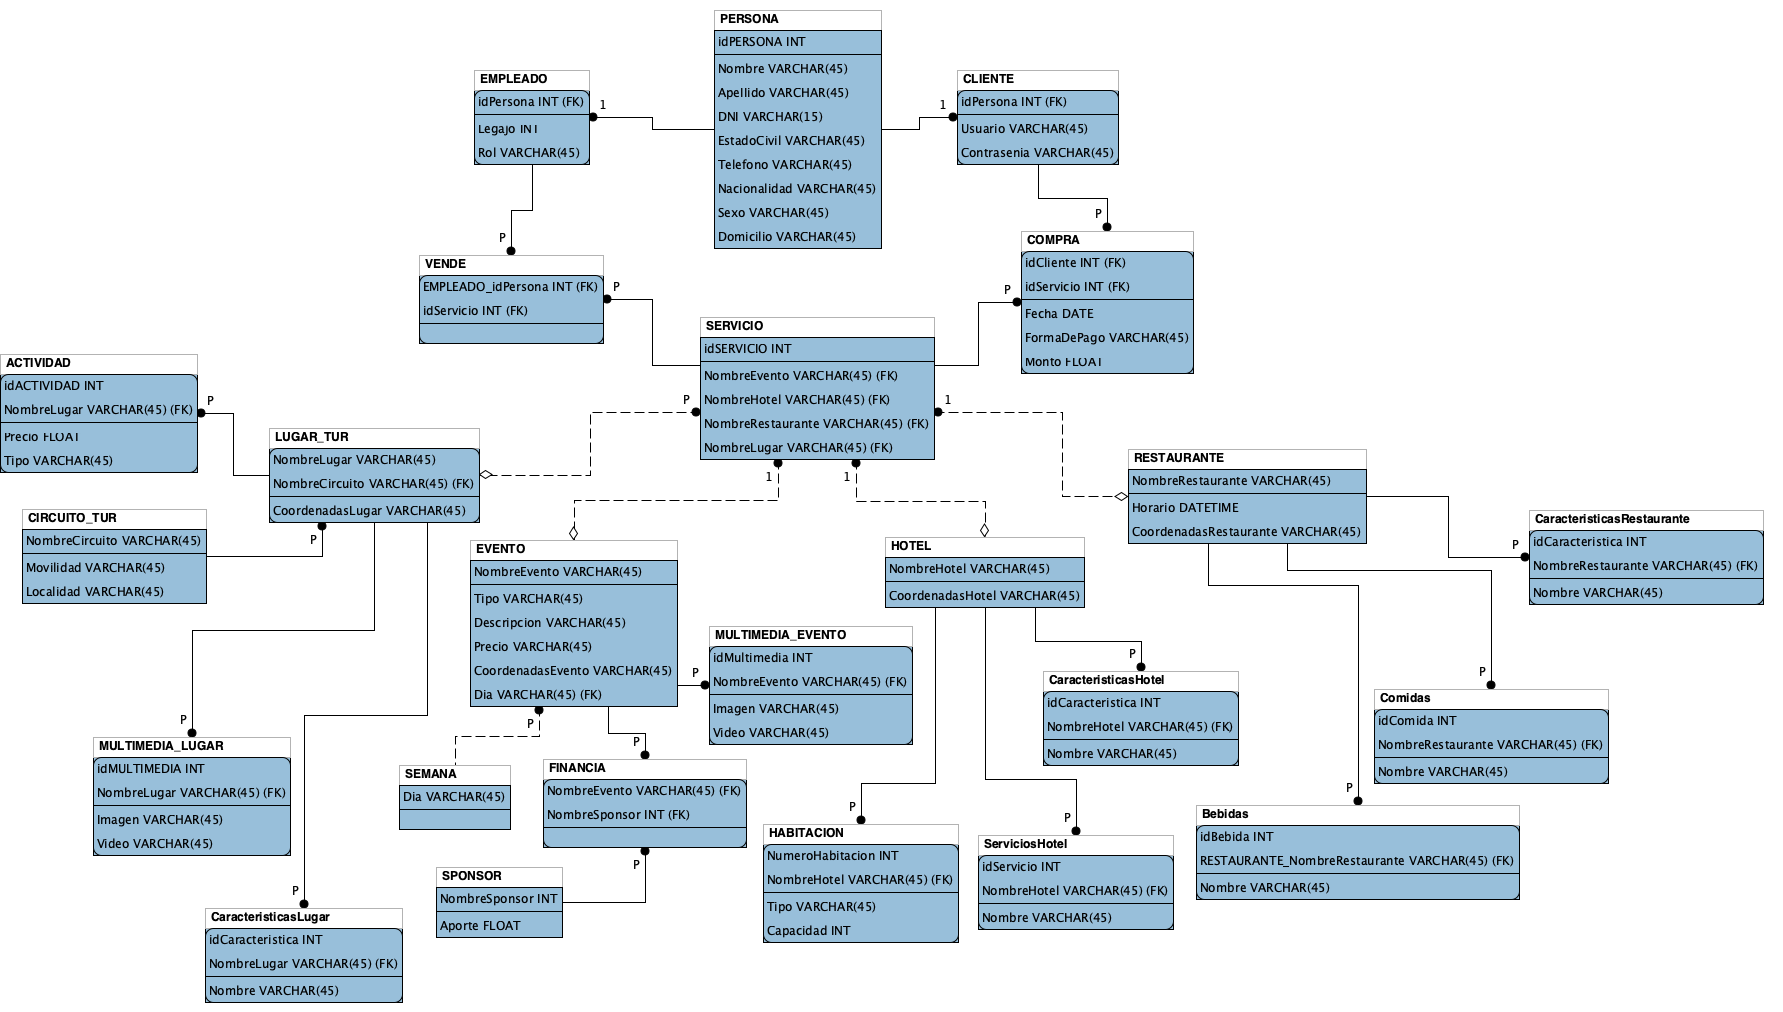 PERSONA
idPERSONA INT
Nombre VARCHAR(45)
Apellido VARCHAR(45)
DNI VARCHAR(15)
EstadoCivil VARCHAR(45)
Telefono VARCHAR(45)
Nacionalidad VARCHAR(45)
Sexo VARCHAR(45)
Domicilio VARCHAR(45)
EMPLEADO
idPersona INT (FK)
Legajo INT
Rol VARCHAR(45)
1
CLIENTE
idPersona INT (FK)
Usuario VARCHAR(45)
Contrasenia VARCHAR(45)
1
P
VENDE
EMPLEADO_idPersona INT (FK)
idServicio INT (FK)
P
P
COMPRA
idCliente INT (FK)
idServicio INT (FK)
Fecha DATE
FormaDePago VARCHAR(45)
Monto FLOAT
P
SERVICIO
idSERVICIO INT
NombreEvento VARCHAR(45) (FK)
NombreHotel VARCHAR(45) (FK)
NombreRestaurante VARCHAR(45) (FK)
NombreLugar VARCHAR(45) (FK)
P
1
1
1
ACTIVIDAD
idACTIVIDAD INT
NombreLugar VARCHAR(45) (FK)
Precio FLOAT
Tipo VARCHAR(45)
P
LUGAR_TUR
NombreLugar VARCHAR(45)
NombreCircuito VARCHAR(45) (FK)
CoordenadasLugar VARCHAR(45)
P
CIRCUITO_TUR
NombreCircuito VARCHAR(45)
Movilidad VARCHAR(45)
Localidad VARCHAR(45)
RESTAURANTE
NombreRestaurante VARCHAR(45)
Horario DATETIME
CoordenadasRestaurante VARCHAR(45)
P
CaracteristicasRestaurante
idCaracteristica INT
NombreRestaurante VARCHAR(45) (FK)
Nombre VARCHAR(45)
EVENTO
NombreEvento VARCHAR(45)
Tipo VARCHAR(45)
Descripcion VARCHAR(45)
Precio VARCHAR(45)
CoordenadasEvento VARCHAR(45)
Dia VARCHAR(45) (FK)
P
HOTEL
NombreHotel VARCHAR(45)
CoordenadasHotel VARCHAR(45)
P
MULTIMEDIA_EVENTO
idMultimedia INT
NombreEvento VARCHAR(45) (FK)
Imagen VARCHAR(45)
Video VARCHAR(45)
P
CaracteristicasHotel
idCaracteristica INT
NombreHotel VARCHAR(45) (FK)
Nombre VARCHAR(45)
P
Comidas
idComida INT
NombreRestaurante VARCHAR(45) (FK)
Nombre VARCHAR(45)
P
MULTIMEDIA_LUGAR
idMULTIMEDIA INT
NombreLugar VARCHAR(45) (FK)
Imagen VARCHAR(45)
Video VARCHAR(45)
SEMANA
Dia VARCHAR(45)
P
FINANCIA
NombreEvento VARCHAR(45) (FK)
NombreSponsor INT (FK)
P
SPONSOR
NombreSponsor INT
Aporte FLOAT
P
HABITACION
NumeroHabitacion INT
NombreHotel VARCHAR(45) (FK)
Tipo VARCHAR(45)
Capacidad INT
P
ServiciosHotel
idServicio INT
NombreHotel VARCHAR(45) (FK)
Nombre VARCHAR(45)
P
Bebidas
idBebida INT
RESTAURANTE_NombreRestaurante VARCHAR(45) (FK)
Nombre VARCHAR(45)
P
CaracteristicasLugar
idCaracteristica INT
NombreLugar VARCHAR(45) (FK)
Nombre VARCHAR(45)